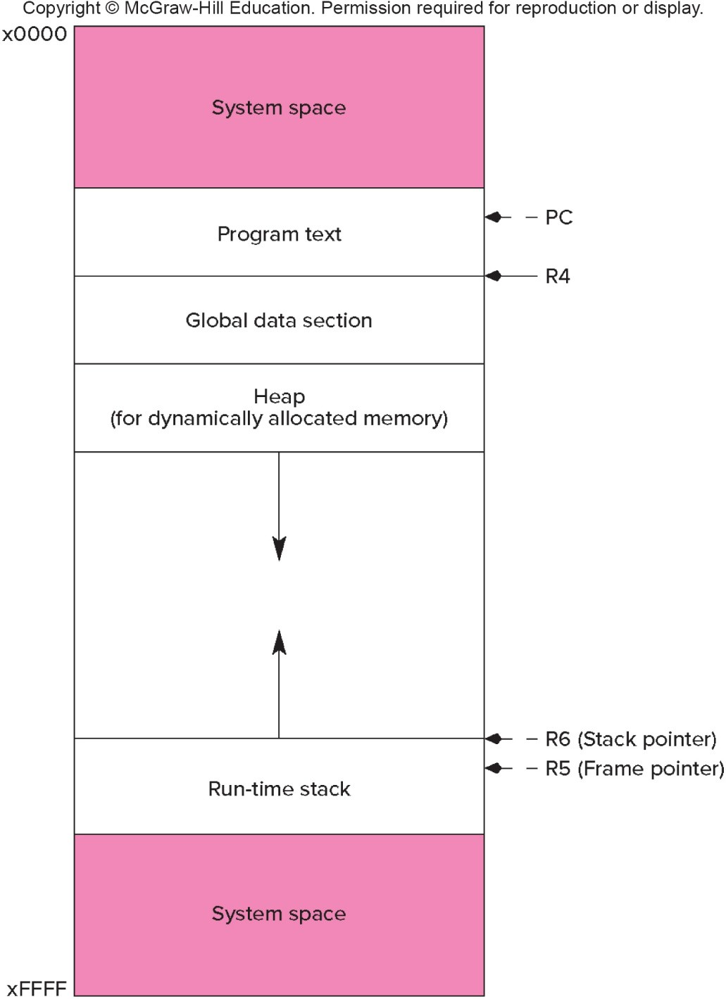 Copyright © McGraw-Hill Education. Permission required for reproduction or display.
x0000
System space
PC
Program text
R4
Global data section
Heap
(for dynamically allocated memory)
R6 (Stack pointer)
R5 (Frame pointer)
Run-time stack
System space
xFFFF